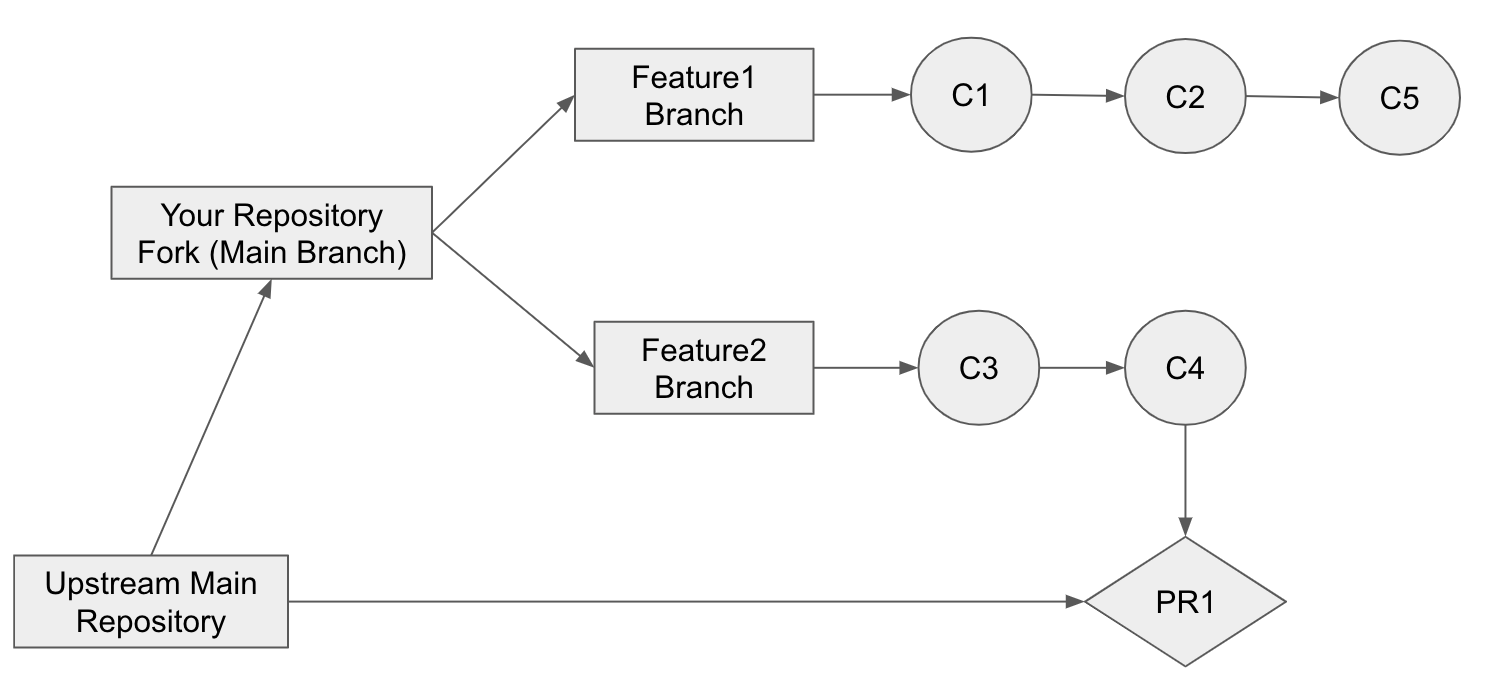 Feature1
Branch
C1
C2
C5
Your Repository
Fork (Main Branch)
Feature2
Branch
C3
C4
Upstream Main
Repository
PR1